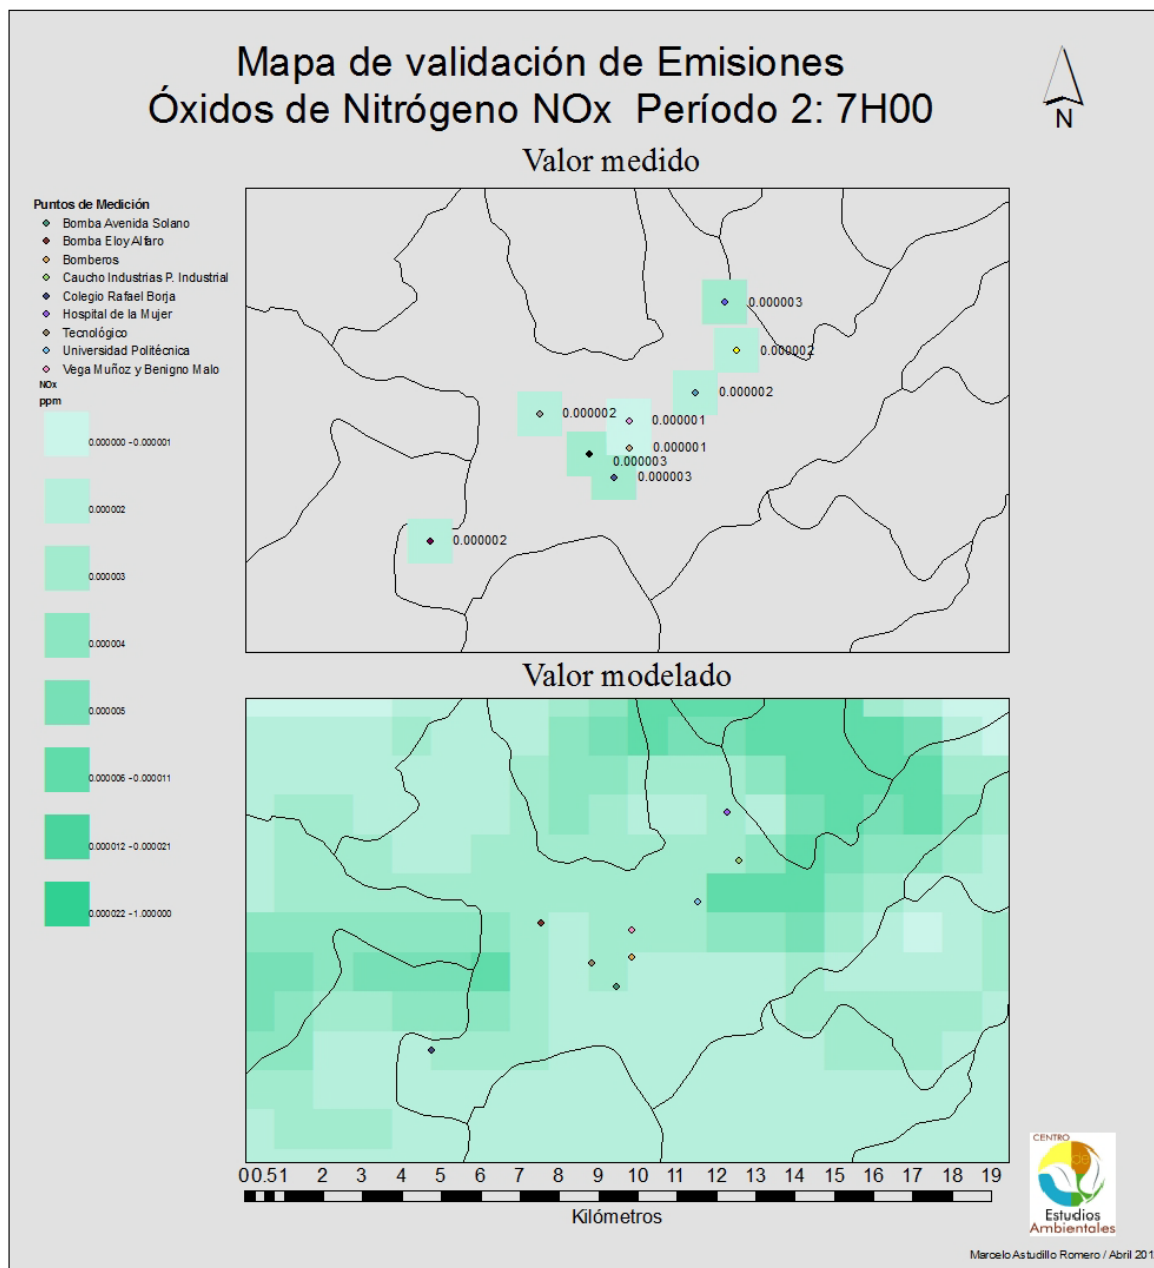 Mapa de validación de Emisiones
Óxidos de Nitrógeno NOx Período 2: 7H00
N
Valor medido
Puntos de Medición
Bomba Avenida Solano
Bomba Eloy Alfaro
Bomberos
Caucho Industrias P. Industrial
Colegio Rafael Borja
Hospital de la Mujer
Tecnológico
Universidad Politécnica
Vega Muñoz y Benigno Malo
NOx
ppm
0.000000 - 0.000001
0.000002
0.000003
0.000004
0.000005
0.000006 - 0.000011
0.000012 - 0.000021
0.000022 - 1.000000
0.000003
0.000002
0.000002
0.000002
0.000001
0.000001
0.000003
0.000003
0.000002
Valor modelado
0 0.5 1 2 3 4 5 6 7 8 9 10 11 12 13 14 15 16 17 18 19
Kilómetros
CENTRO
de
Estudios
Ambientales
Marcelo Astudillo Romero / Abril 201